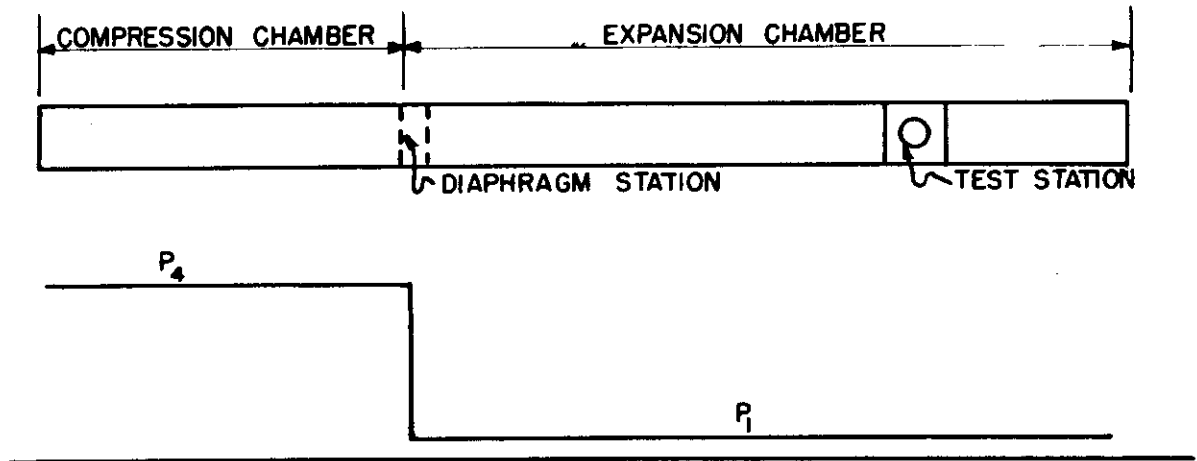 COMPRESSION CHAMBER
EXPANSION CHAMBER
DIAPHRAGM STATION
TEST STATION
P4
P1